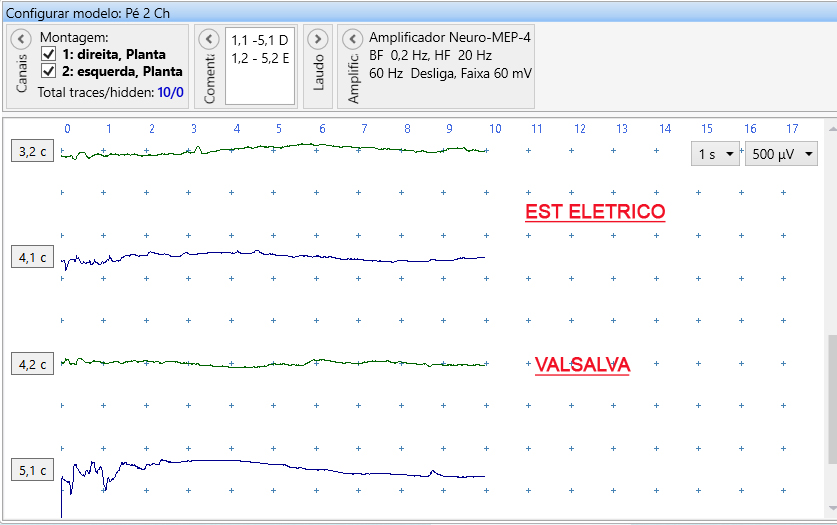 Configurar modelo: Pé 2 Ch
Canais
Montagem:
1: direita, Planta
2: esquerda, Planta
Total traces/hidden: 10/0
Comenta
1,1 -5,1 D
1,2 - 5,2 E
Laudo
Amplific
Amplificador Neuro-MEP-4
BF 0,2 Hz, HF 20 Hz
60 Hz Desliga, Faixa 60 mV
0 1 2 3 4 5 6 7 8 9 10 11 12 13 14 15 16 17
3,2 c
1 s
500 µV
EST ELETRICO
4,1 c
4,2 c
VALSALVA
5,1 c